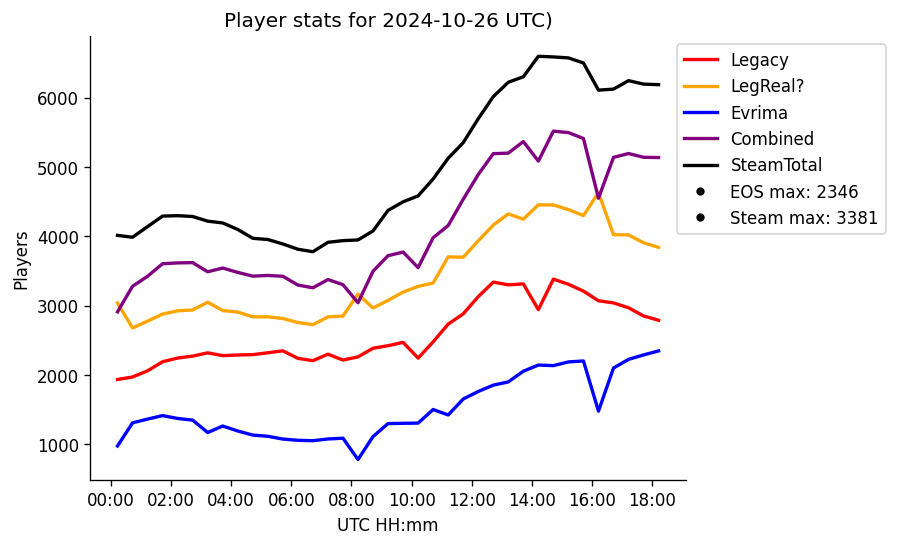 Player stats for 2024-10-26 UTC)
Legacy
LegReal?
Evrima
Combined
SteamTotal
EOS max: 2346
Steam max: 3381
Players
6000
5000
4000
3000
2000
1000
00:00 02:00 04:00 06:00 08:00 10:00 12:00 14:00 16:00 18:00
UTC HH:mm